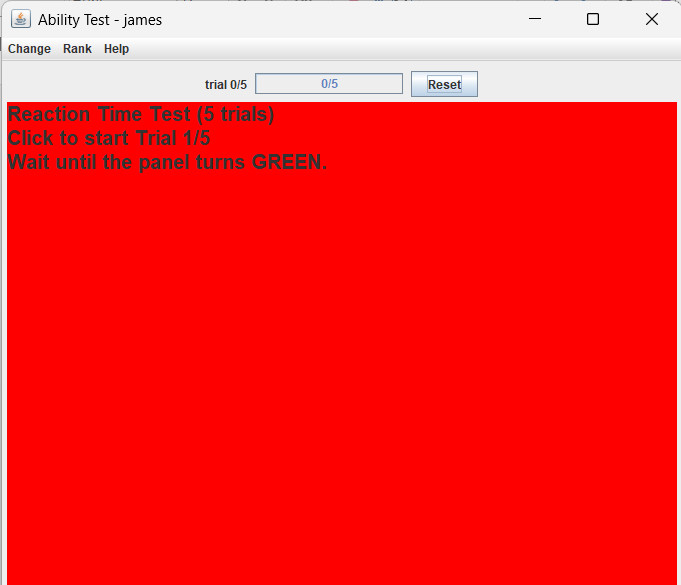 Ability Test - james
Change Rank Help
trial 0/5 0/5 Reset
Reaction Time Test (5 trials)
Click to start Trial 1/5
Wait until the panel turns GREEN.